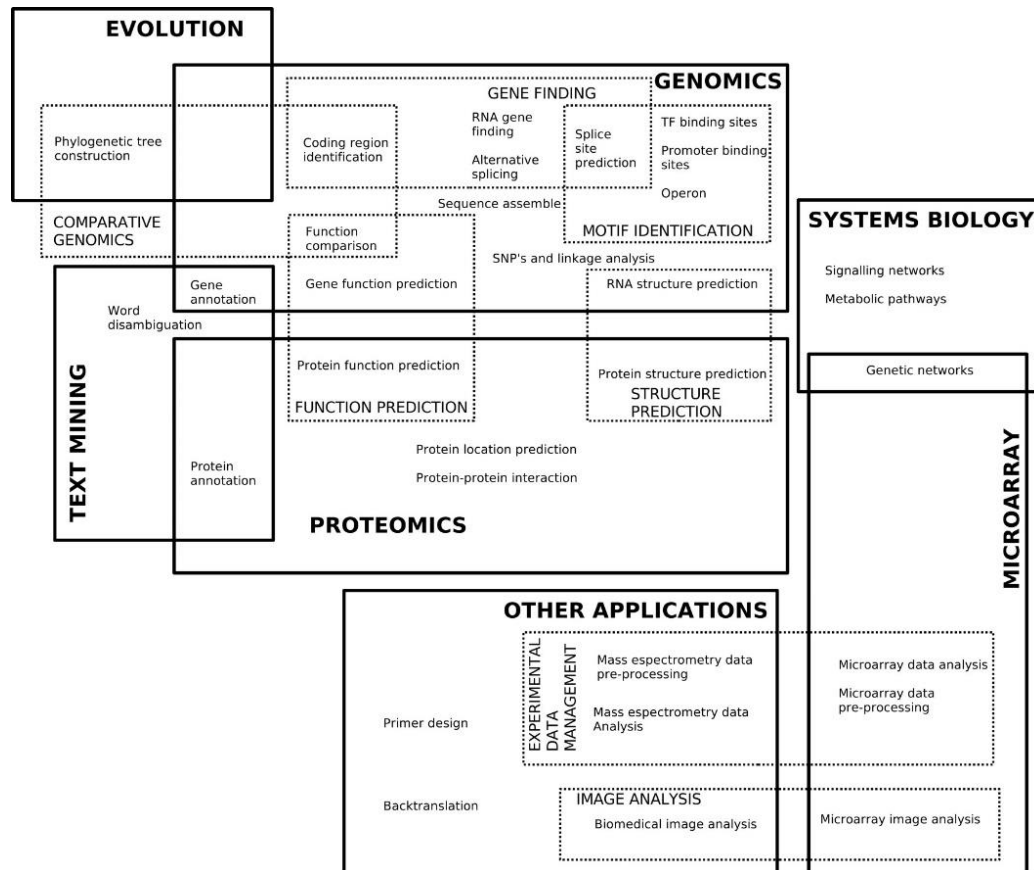 EVOLUTION
GENOMICS
GENE FINDING
Phylogenetic tree
construction
Coding region
identification
RNA gene
finding
Alternative
splicing
Splice
site
prediction
TF binding sites
Promoter binding
sites
Operon
Sequence assemble
COMPARATIVE
GENOMICS
Function
comparison
MOTIF IDENTIFICATION
SNP's and linkage analysis
Gene
annotation
Gene function prediction
RNA structure prediction
SYSTEMS BIOLOGY
Signalling networks
Metabolic pathways
Genetic networks
Word
disambiguation
TEXT MINING
Protein function prediction
FUNCTION PREDICTION
Protein structure prediction
STRUCTURE
PREDICTION
Protein location prediction
Protein-protein interaction
Protein
annotation
PROTEOMICS
MICROARRAY
OTHER APPLICATIONS
EXPERIMENTAL
DATA
MANAGEMENT
Mass espectrometry data
pre-processing
Mass espectrometry data
Analysis
Microarray data analysis
Microarray data
pre-processing
Primer design
Backtranslation
IMAGE ANALYSIS
Biomedical image analysis
Microarray image analysis